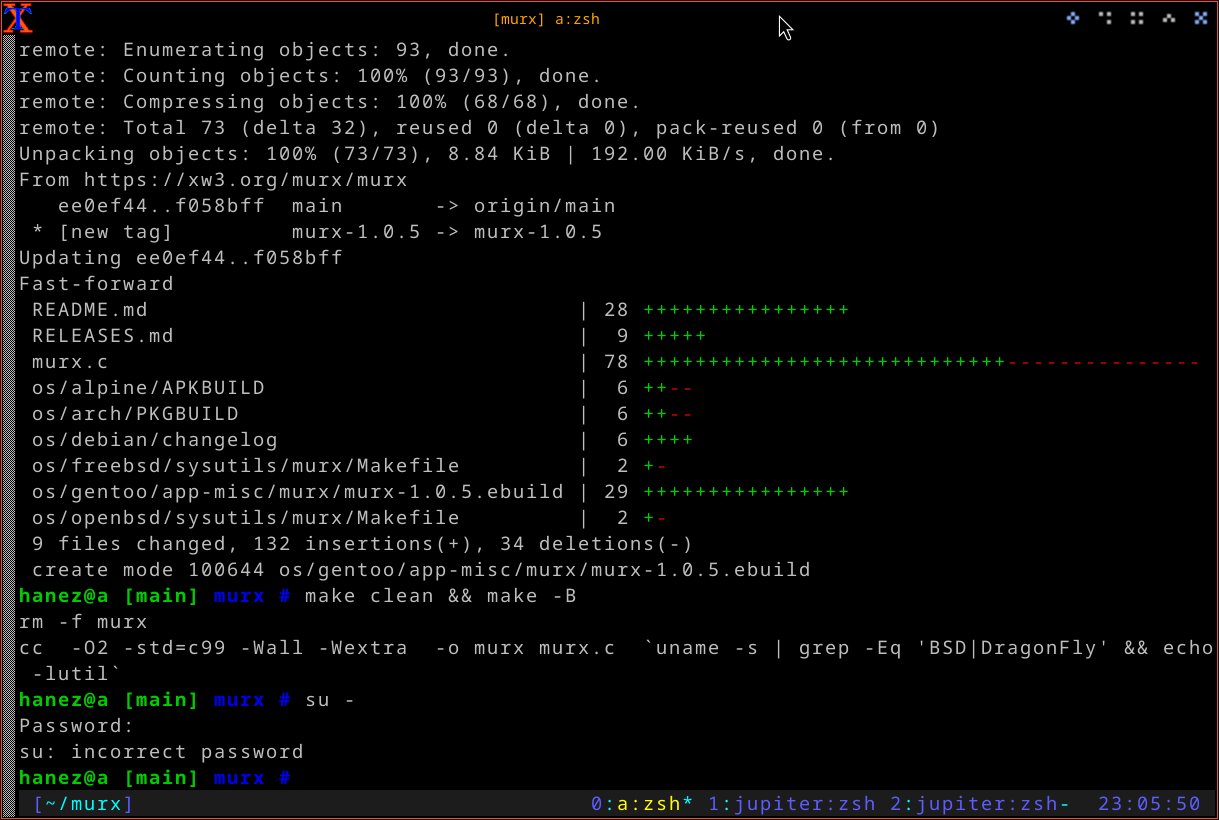 [murx] a:zsh
remote: Enumerating objects: 93, done.
remote: Counting objects: 100% (93/93), done.
remote: Compressing objects: 100% (68/68), done.
remote: Total 73 (delta 32), reused 0 (delta 0), pack-reused 0 (from 0)
Unpacking objects: 100% (73/73), 8.84 KiB | 192.00 KiB/s, done.
From https://xw3.org/murx/murx
   ee0ef44..f058bff  main       -> origin/main
 * [new tag]         murx-1.0.5 -> murx-1.0.5
Updating ee0ef44..f058bff
Fast-forward
 README.md                                 | 28 ++++++++++++++++
 RELEASES.md                               |  9 +++++
 murx.c                                    | 78 ++++++++++++++++++++++++++++---------------
 os/alpine/APKBUILD                        |  6 ++--
 os/arch/PKGBUILD                          |  6 ++--
 os/debian/changelog                       |  6 ++++
 os/freebsd/sysutils/murx/Makefile         |  2 +-
 os/gentoo/app-misc/murx/murx-1.0.5.ebuild | 29 ++++++++++++++++
 os/openbsd/sysutils/murx/Makefile         |  2 +-
 9 files changed, 132 insertions(+), 34 deletions(-)
 create mode 100644 os/gentoo/app-misc/murx/murx-1.0.5.ebuild
hanez@a [main] murx # make clean && make -B
rm -f murx
cc  -O2 -std=c99 -Wall -Wextra  -o murx murx.c  `uname -s | grep -Eq 'BSD|DragonFly' && echo
 -lutil`
hanez@a [main] murx # su -
Password:
su: incorrect password
hanez@a [main] murx #
[~/murx] 0:a:zsh* 1:jupiter:zsh 2:jupiter:zsh- 23:05:50